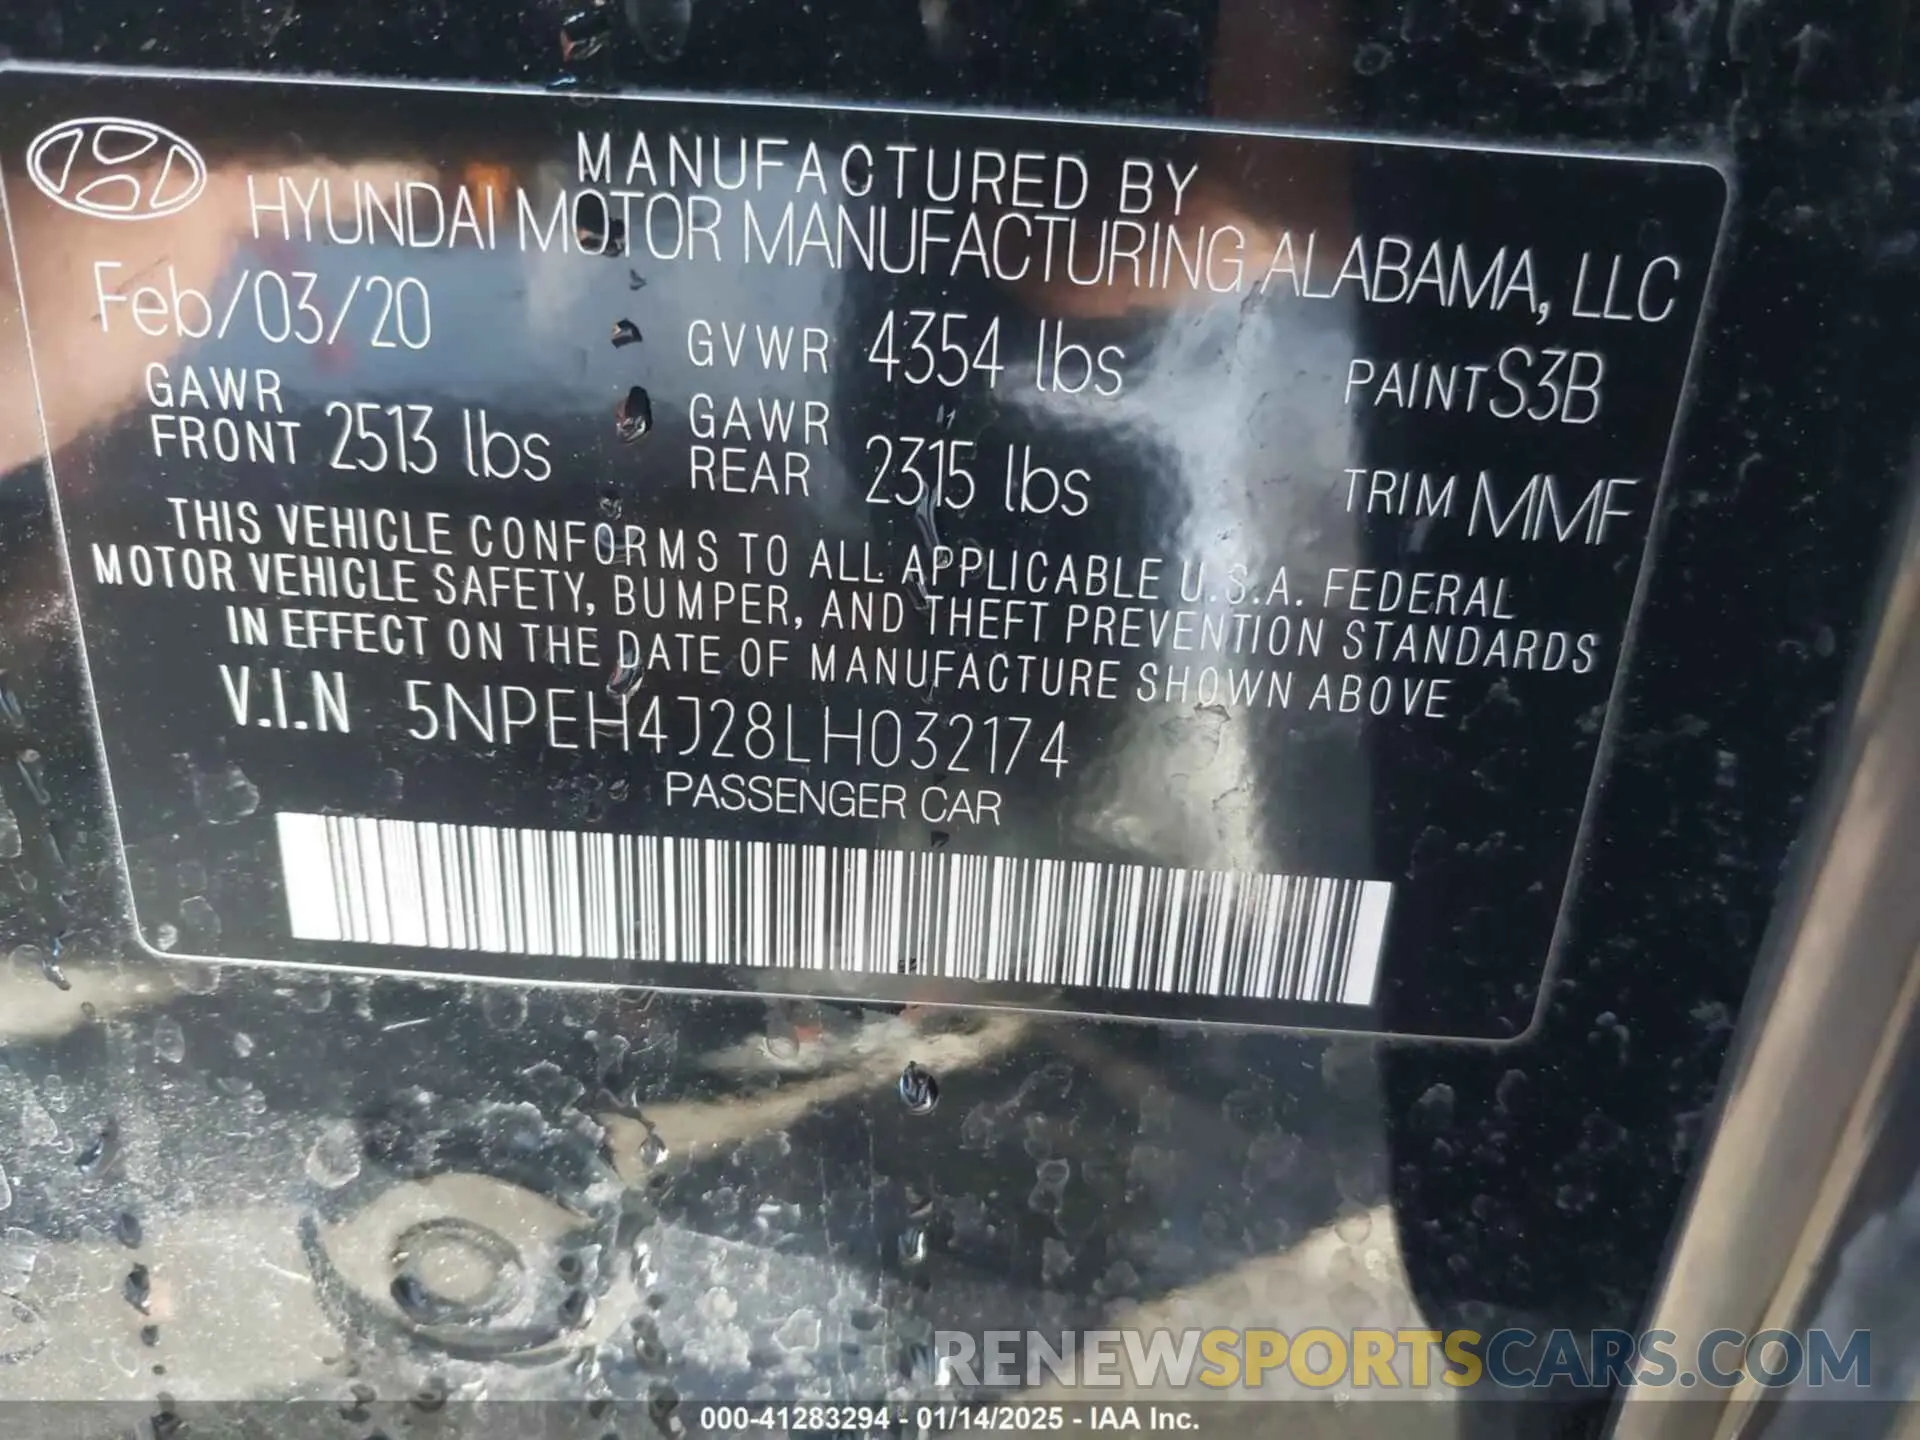 MANUFACTURED BY
HYUNDAI MOTOR MANUFACTURING ALABAMA, LLC
Feb/03/20
GVWR 4354 lbs
PAINT S3B
GAWR
FRONT 2513 lbs
GAWR
REAR 2315 lbs
TRIM MMF
THIS VEHICLE CONFORMS TO ALL APPLICABLE U.S.A. FEDERAL
MOTOR VEHICLE SAFETY, BUMPER, AND THEFT PREVENTION STANDARDS
IN EFFECT ON THE DATE OF MANUFACTURE SHOWN ABOVE
V.I.N 5NPEH4J28LH032174
PASSENGER CAR
RENEWSPORTSCARS.COM
000-41283294 - 01/14/2025 - IAA Inc.